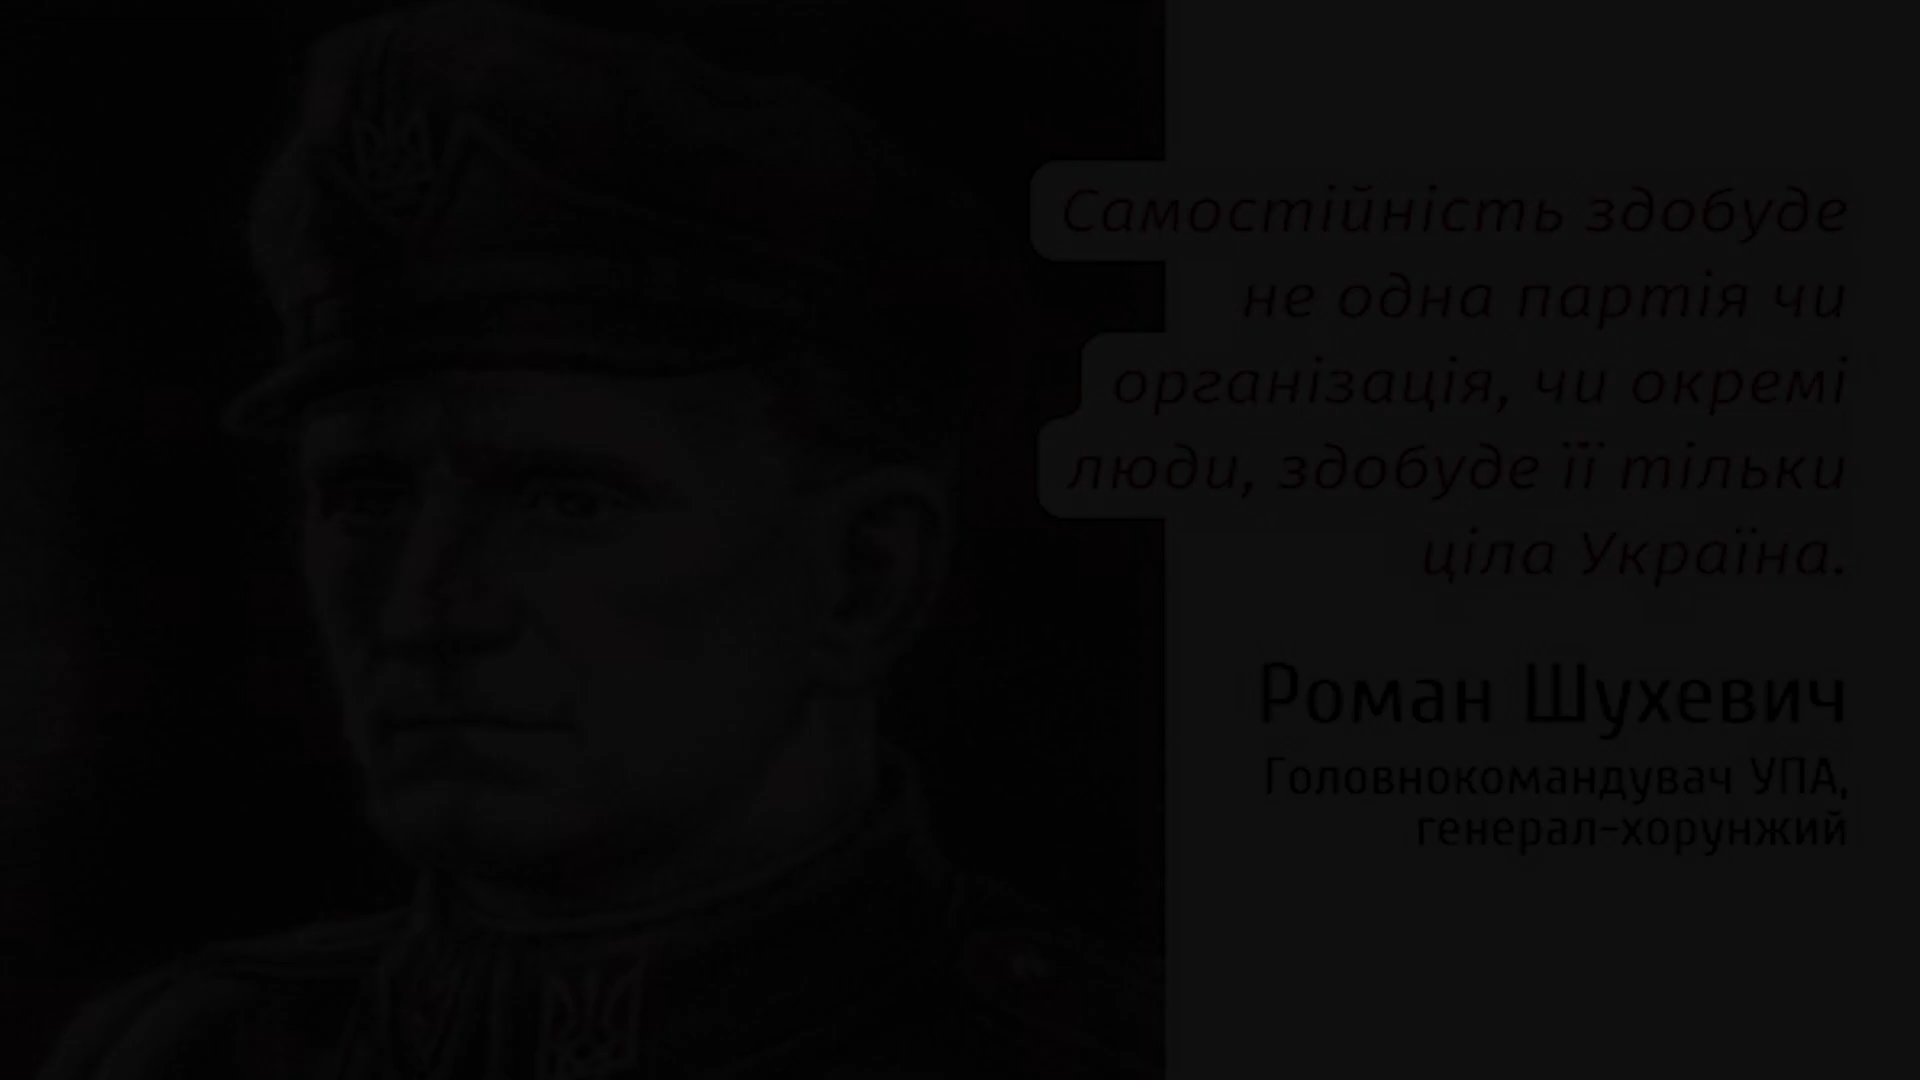 Самостійність здобуде
не одна партія чи
організація, чи окремі
люди, здобуде її тільки
ціла Україна.
Роман Шухевич
Головнокомандувач УПА,
генерал-хорунжий